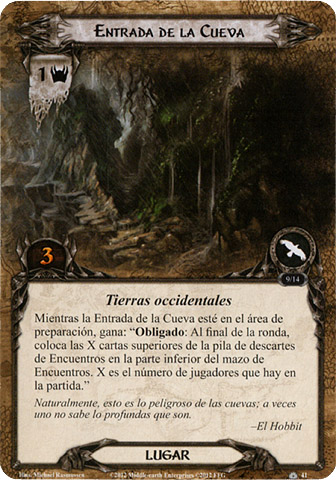 Entrada de la Cueva
1
3
9/14
Tierras occidentales
Mientras la Entrada de la Cueva esté en el área de
preparación, gana: “Obligado: Al final de la ronda,
coloca las X cartas superiores de la pila de descartes
de Encuentros en la parte inferior del mazo de
Encuentros. X es el número de jugadores que hay en
la partida.”
Naturalmente, esto es lo peligroso de las cuevas; a veces
uno no sabe lo profundas que son.
–El Hobbit
LUGAR
Ilus. Michael Rasmussen ©2012 Middle-earth Enterprises ©2012 FFG 41